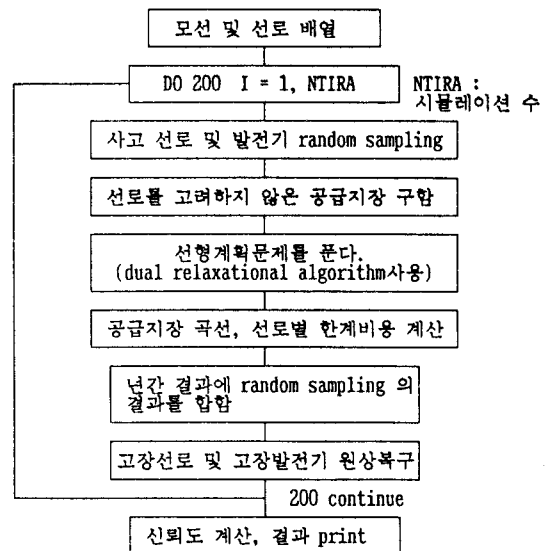 모선 및 선로 배열
DO 200 I = 1, NTIRA
NTIRA :
시뮬레이션 수
사고 선로 및 발전기 random sampling
선로를 고려하지 않은 공급지장 구함
선형계획문제를 푼다.
(dual relaxational algorithm사용)
공급지장 곡선, 선로별 한계비용 계산
년간 결과에 random sampling 의
결과를 합함
고장선로 및 고장발전기 원상복구
200 continue
신뢰도 계산, 결과 print